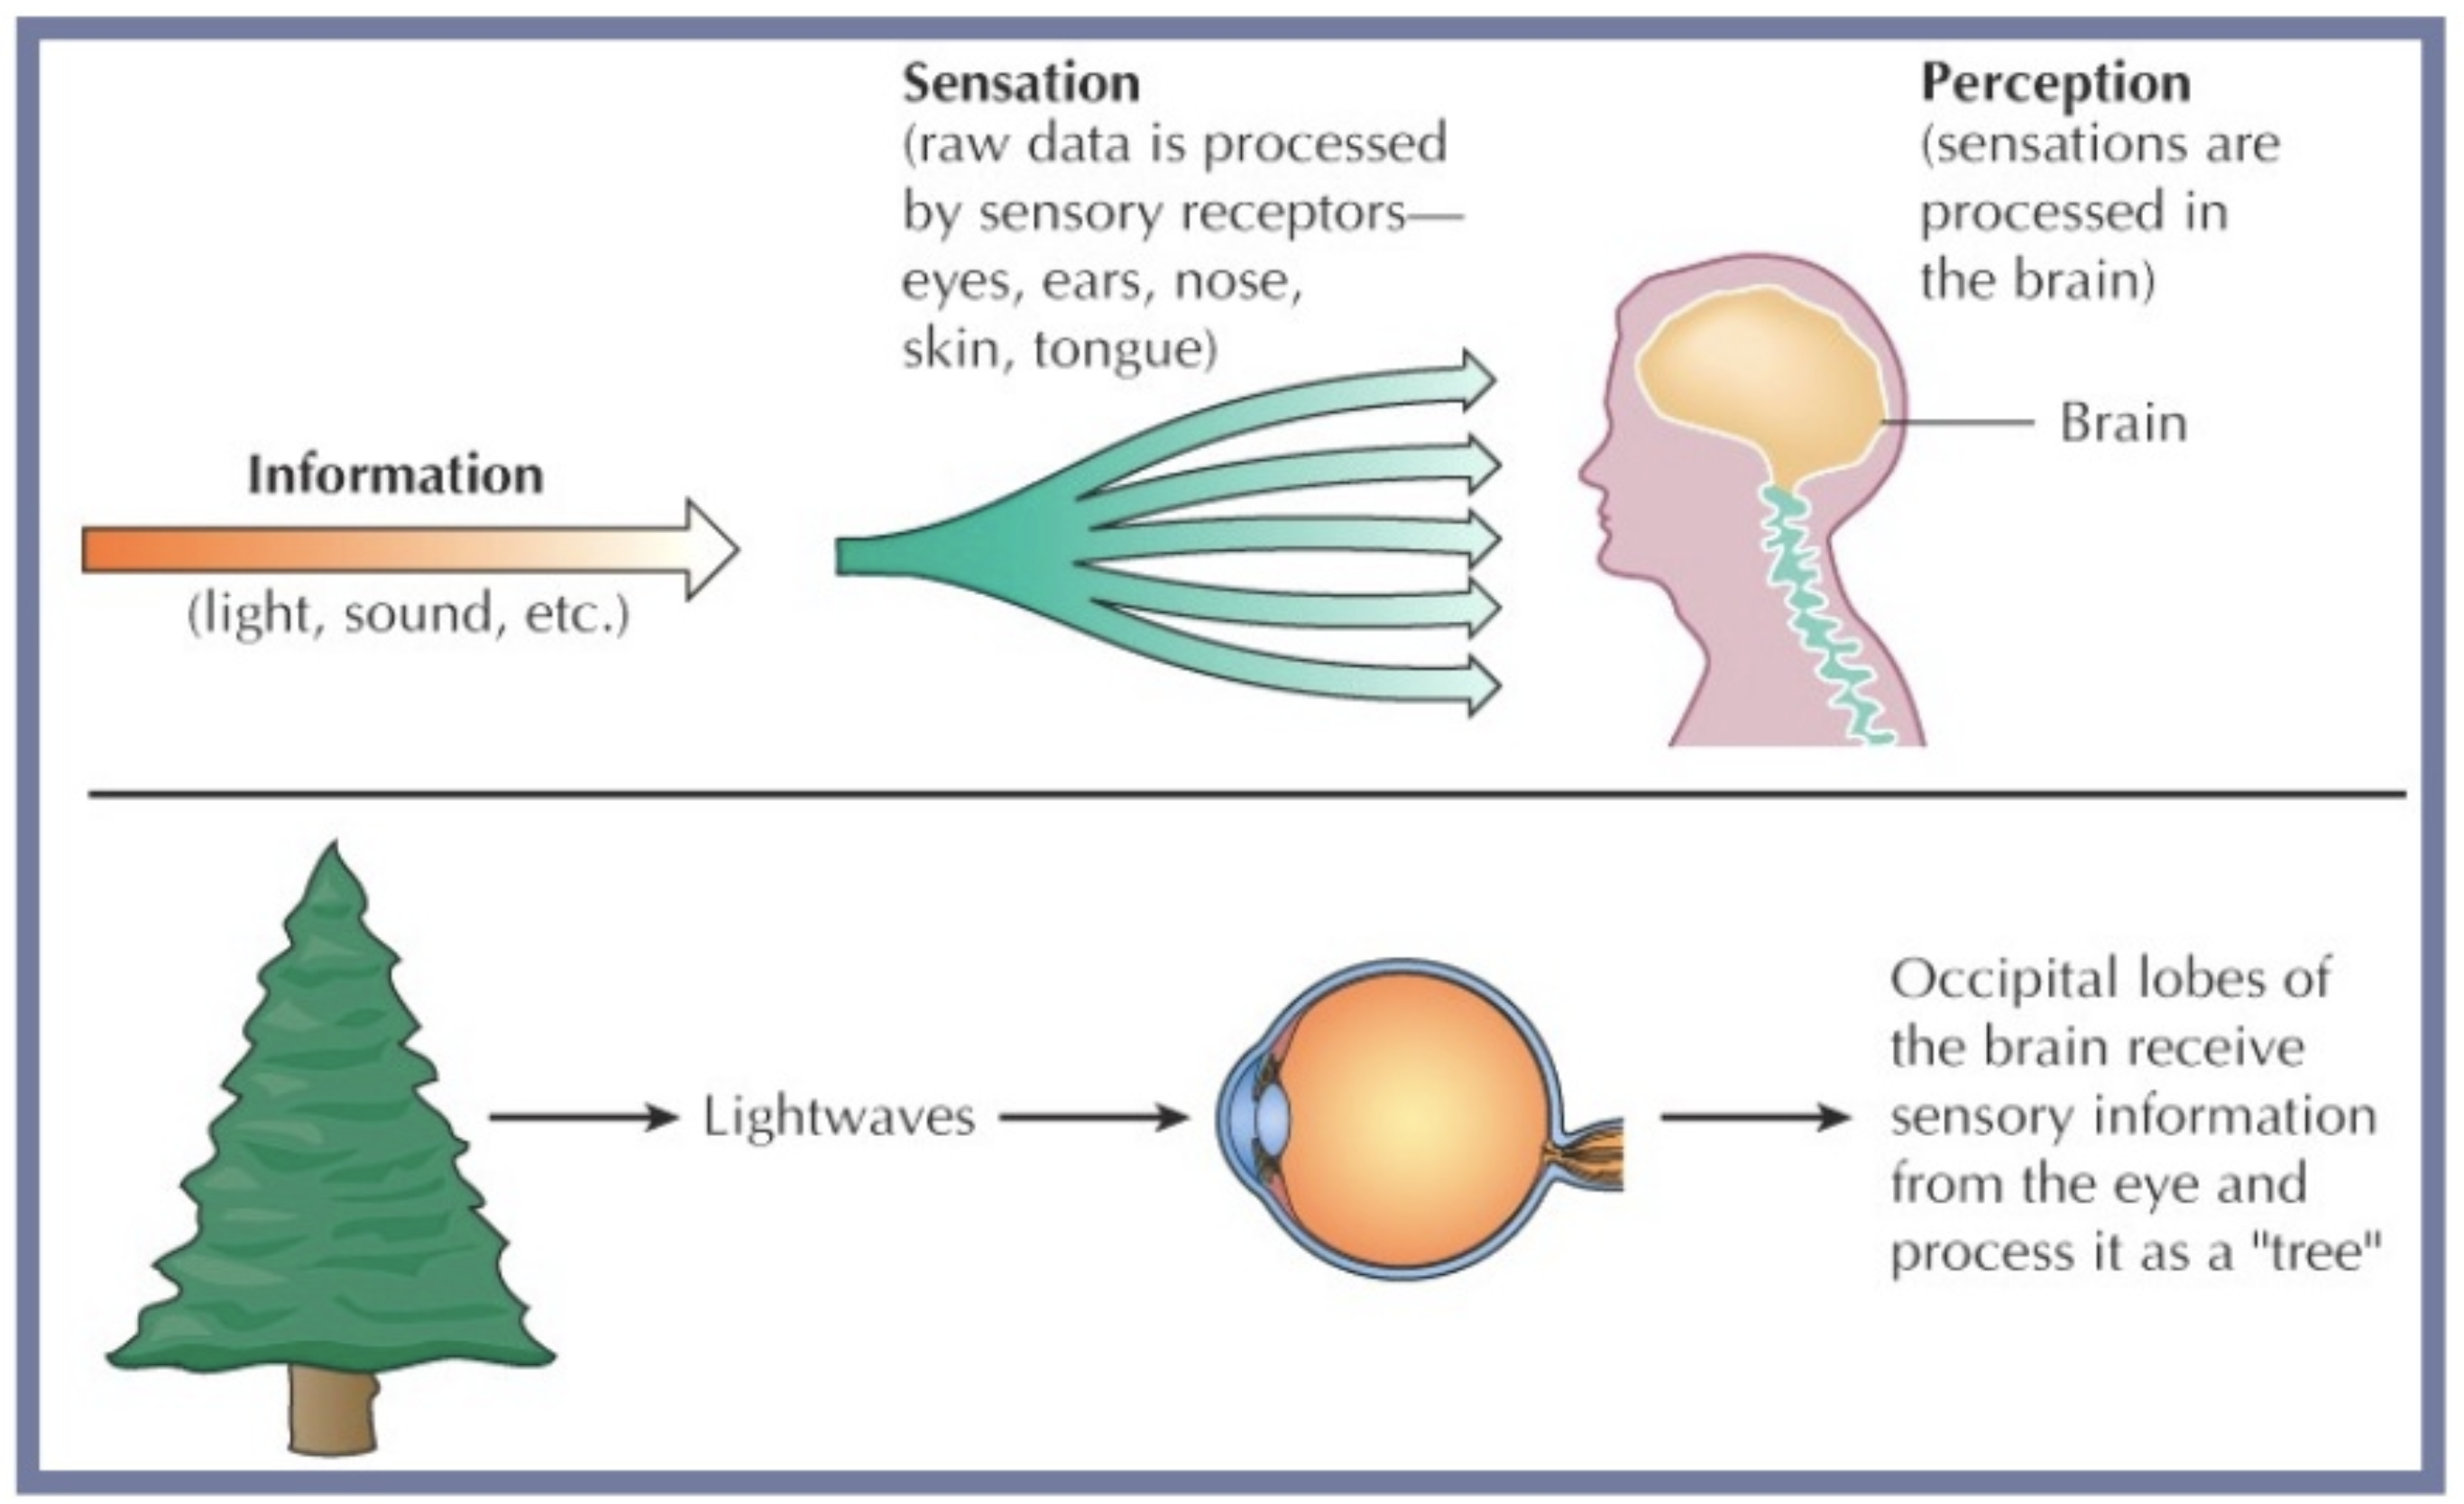 Sensation
(raw data is processed
by sensory receptors—
eyes, ears, nose,
skin, tongue)
Perception
(sensations are
processed in
the brain)
Brain
Information
(light, sound, etc.)
Lightwaves
Occipital lobes of
the brain receive
sensory information
from the eye and
process it as a "tree"